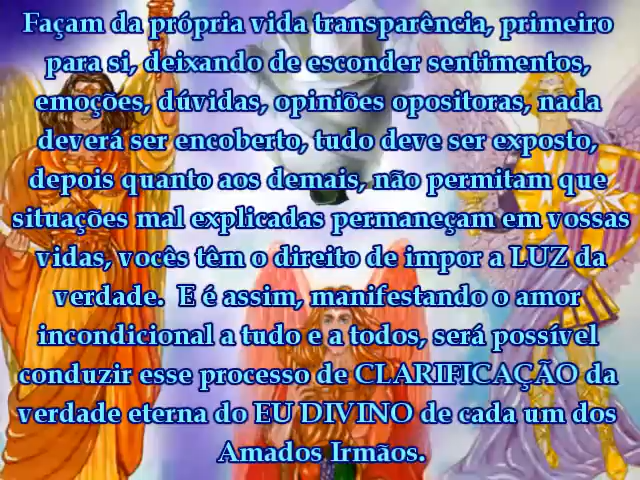 Façam da própria vida transparência, primeiro
para si, deixando de esconder sentimentos,
emoções, dúvidas, opiniões opositoras, nada
deverá ser encoberto, tudo deve ser exposto,
depois quanto aos demais, não permitam que
situações mal explicadas permaneçam em vossas
vidas, vocês têm o direito de impor a LUZ da
verdade. E é assim, manifestando o amor
incondicional a tudo e a todos, será possível
conduzir esse processo de CLARIFICAÇÃO da
verdade eterna do EU DIVINO de cada um dos
Amados Irmãos.